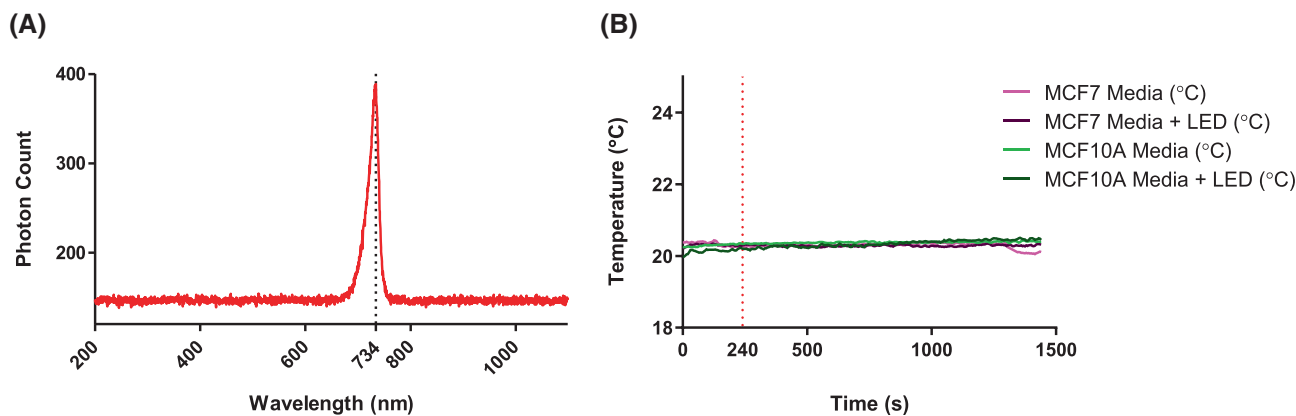 (A)
400
300
200
Photon Count
200
400
600
734
800
1000
Wavelength (nm)
(B)
24
22
20
18
Temperature (°C)
0
240
500
1000
1500
Time (s)
MCF7 Media (°C)
MCF7 Media + LED (°C)
MCF10A Media (°C)
MCF10A Media + LED (°C)